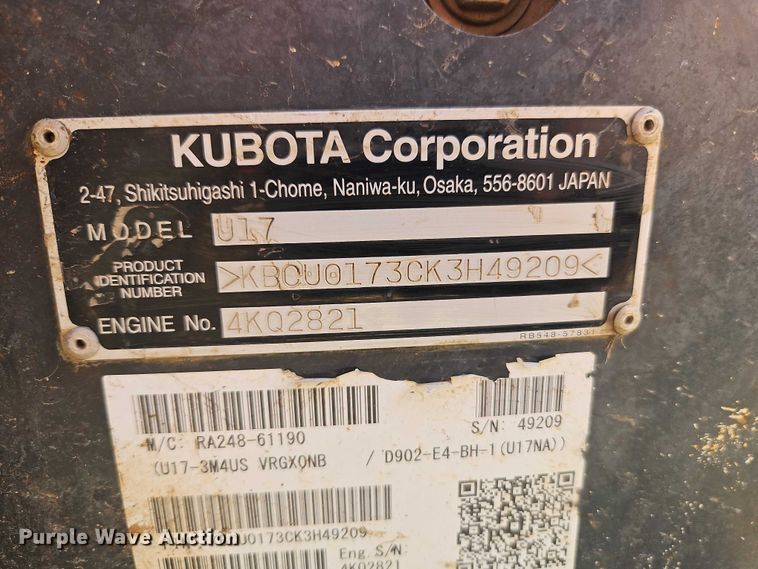 KUBOTA Corporation
2-47, Shikitsuhigashi 1-Chome, Naniwa-ku, Osaka, 556-8601 JAPAN
MODEL U17
PRODUCT IDENTIFICATION NUMBER >KBCU0173CK3H49209<
ENGINE No. 4KQ2821
M/C: RA248-61190 S/N: 49209
(U17-3M4US VRGXONB / D902-E4-BH-1(U17NA))
U0173CK3H49209
Eng. S/N:
4KQ2821
Purple Wave Auction